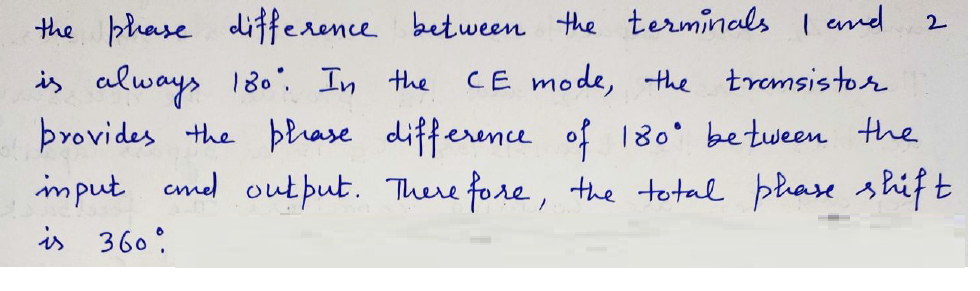 the phase difference between the terminals 1 and 2
is always 180°. In the CE mode, the transistor
provides the phase difference of 180° between the
input and output. Therefore, the total phase shift
is 360°.